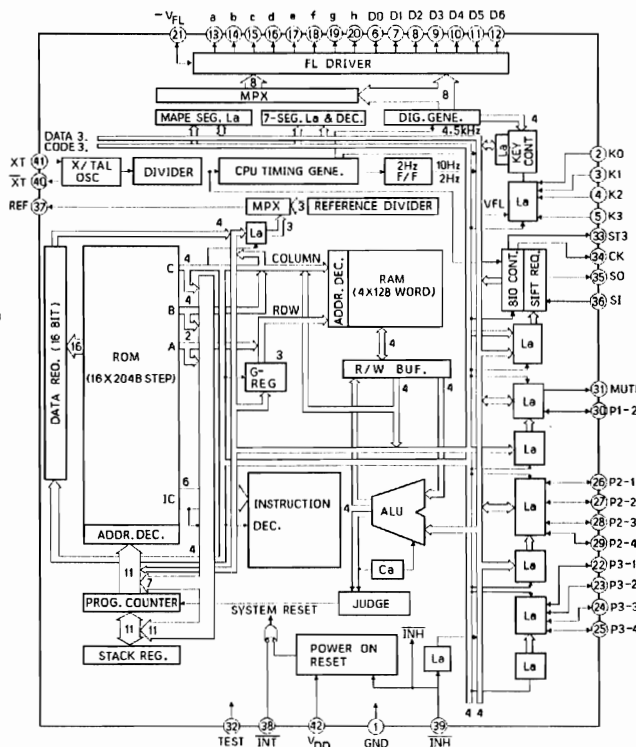 -VFL a b c d e f g h D0 D1 D2 D3 D4 D5 D6
21 13 14 15 16 17 18 19 20 6 7 8 9 10 11 12
FL DRIVER
8 8
MPX
MAPE SEG. La 7-SEG. La & DEC. DIG. GENE. 4
4.5kHz
DATA 3.
CODE 3.
La KEY CONT
XT 41 X/TAL OSC DIVIDER CPU TIMING GENE. 2Hz F/F 10Hz 2Hz
XT 40
2 K0
3 K1
La 4 K2
VFL 5 K3
REF 37 MPX 3 REFERENCE DIVIDER
La 3
33 ST3
34 CK
35 SO
36 SI
SIO CONT. SIFT REG.
4 C COLUMN
ADDR. DEC. RAM (4X128 WORD)
B 4 ROW
2 A
DATA REG. (16 BIT) 16 ROM (16X2048 STEP)
3 G-REG
4 R/W BUF.
4 4
La
La 31 MUTE
30 P1-2
La
IC 6
INSTRUCTION DEC.
4 ALU
La 26 P2-1
27 P2-2
28 P2-3
29 P2-4
ADDR. DEC. 4
11 7
Ca
La 22 P3-1
23 P3-2
La 24 P3-3
25 P3-4
PROG. COUNTER
JUDGE
SYSTEM RESET
11 11
STACK REG.
POWER ON RESET
INH
La
La
4 4 4
32 38 42 1 39
TEST INT VDD GND INH